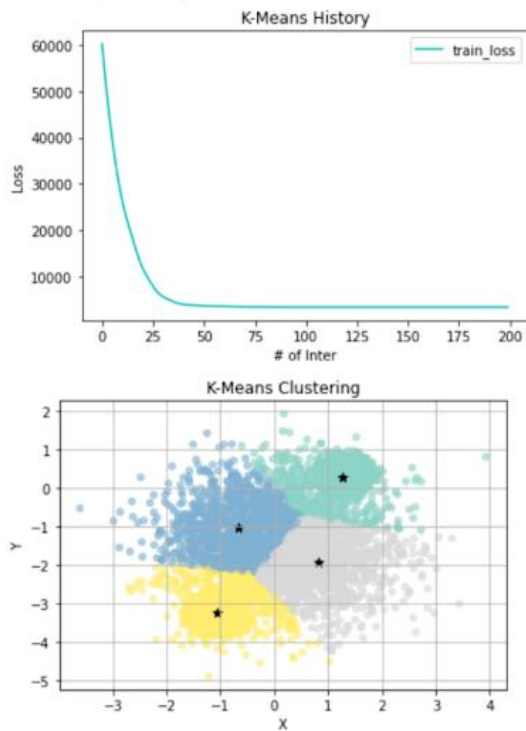 K-Means History
60000
50000
40000
30000
20000
10000
Loss
train_loss
0 25 50 75 100 125 150 175 200
# of Inter
K-Means Clustering
2
1
0
−1
−2
−3
−4
−5
Y
−3 −2 −1 0 1 2 3 4
X